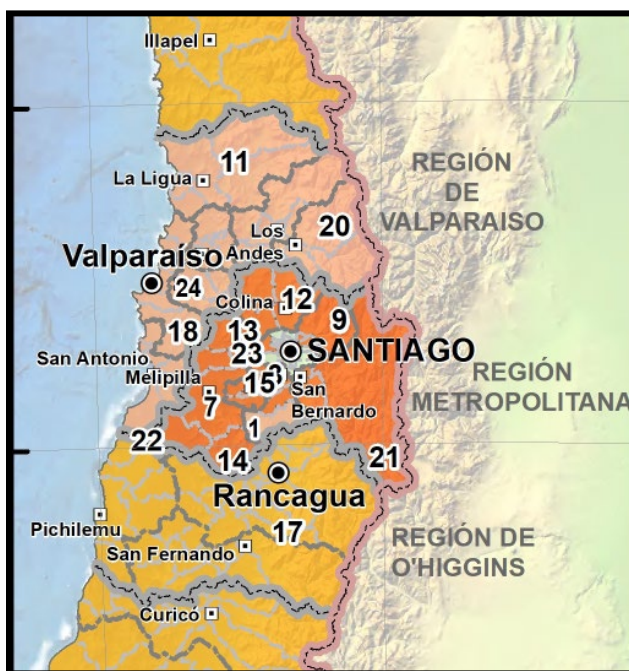 Illapel
11
La Ligua
REGIÓN
DE
VALPARAISO
20
Los
Andes
Valparaíso
24
Colina
12
9
13
18
23
SANTIAGO
San Antonio
Melipilla
3
15
San
Bernardo
REGIÓN
METROPOLITANA
7
1
22
14
21
Rancagua
Pichilemu
17
San Fernando
REGIÓN DE
O'HIGGINS
Curicó